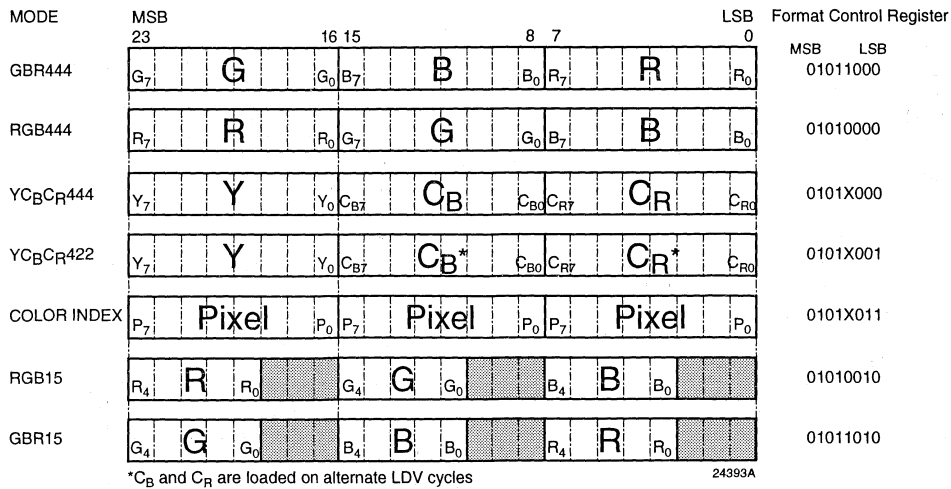 MODE MSB LSB Format Control Register
23 16 15 8 7 0 MSB LSB
GBR444 G7 G G0 B7 B B0 R7 R R0 01011000
RGB444 R7 R R0 G7 G G0 B7 B B0 01010000
YCBCR444 Y7 Y Y0 CB7 CB CB0 CR7 CR CR0 0101X000
YCBCR422 Y7 Y Y0 CB7 CB* CB0 CR7 CR* CR0 0101X001
COLOR INDEX P7 Pixel P0 P7 Pixel P0 P7 Pixel P0 0101X011
RGB15 R4 R R0 G4 G G0 B4 B B0 01010010
GBR15 G4 G G0 B4 B B0 R4 R R0 01011010
*CB and CR are loaded on alternate LDV cycles 24393A